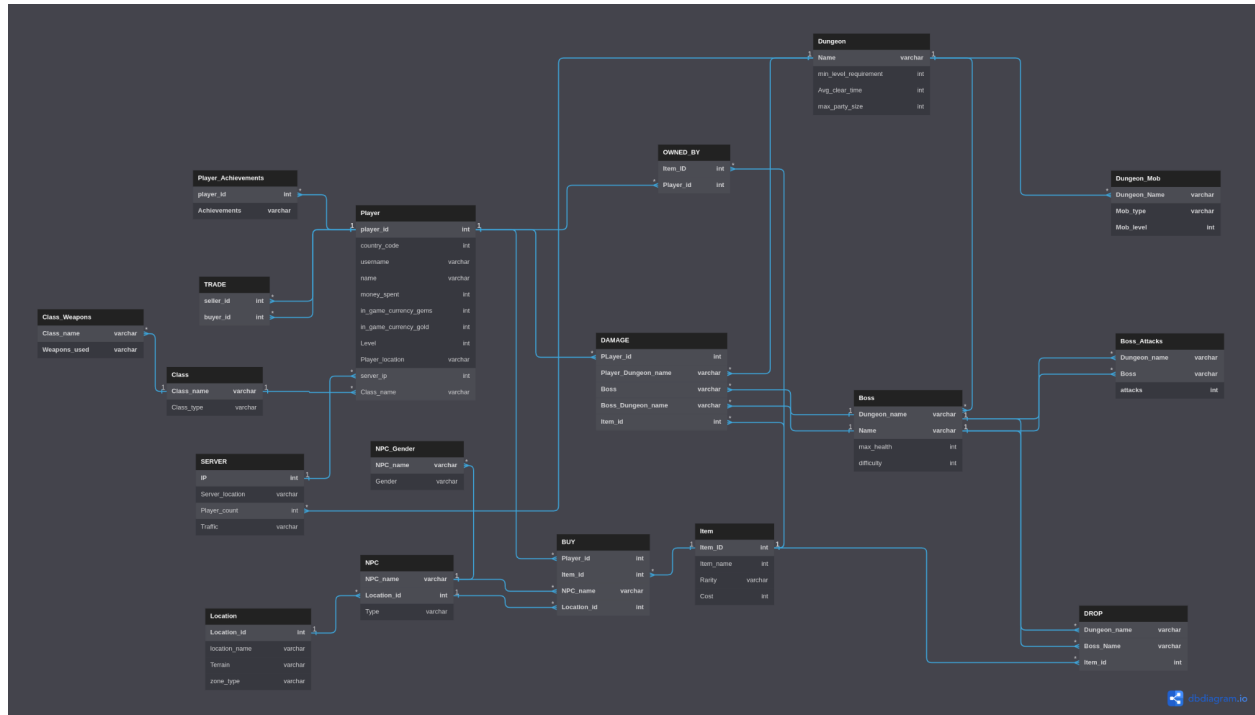 Dungeon
Name varchar
min_level_requirement int
Avg_clear_time int
max_party_size int
OWNED_BY
Item_ID int
Player_id int
Player_Achievements
player_id int
Achievements varchar
Dungeon_Mob
Dungeon_Name varchar
Mob_type varchar
Mob_level int
Player
player_id int
country_code int
username varchar
name varchar
money_spent int
in_game_currency_gems int
in_game_currency_gold int
Level int
Player_location varchar
server_ip int
Class_name varchar
TRADE
seller_id int
buyer_id int
Class_Weapons
Class_name varchar
Weapons_used varchar
DAMAGE
PLayer_id int
Player_Dungeon_name varchar
Boss varchar
Boss_Dungeon_name varchar
Item_id int
Boss_Attacks
Dungeon_name varchar
Boss varchar
attacks int
Class
Class_name varchar
Class_type varchar
Boss
Dungeon_name varchar
Name varchar
max_health int
difficulty int
NPC_Gender
NPC_name varchar
Gender varchar
SERVER
IP int
Server_location varchar
Player_count int
Traffic varchar
Item
Item_ID int
Item_name int
Rarity varchar
Cost int
BUY
Player_id int
Item_id int
NPC_name varchar
Location_id int
NPC
NPC_name varchar
Location_id int
Type varchar
Location
Location_id int
location_name varchar
Terrain varchar
zone_type varchar
DROP
Dungeon_name varchar
Boss_Name varchar
Item_id int
dbdiagram.io